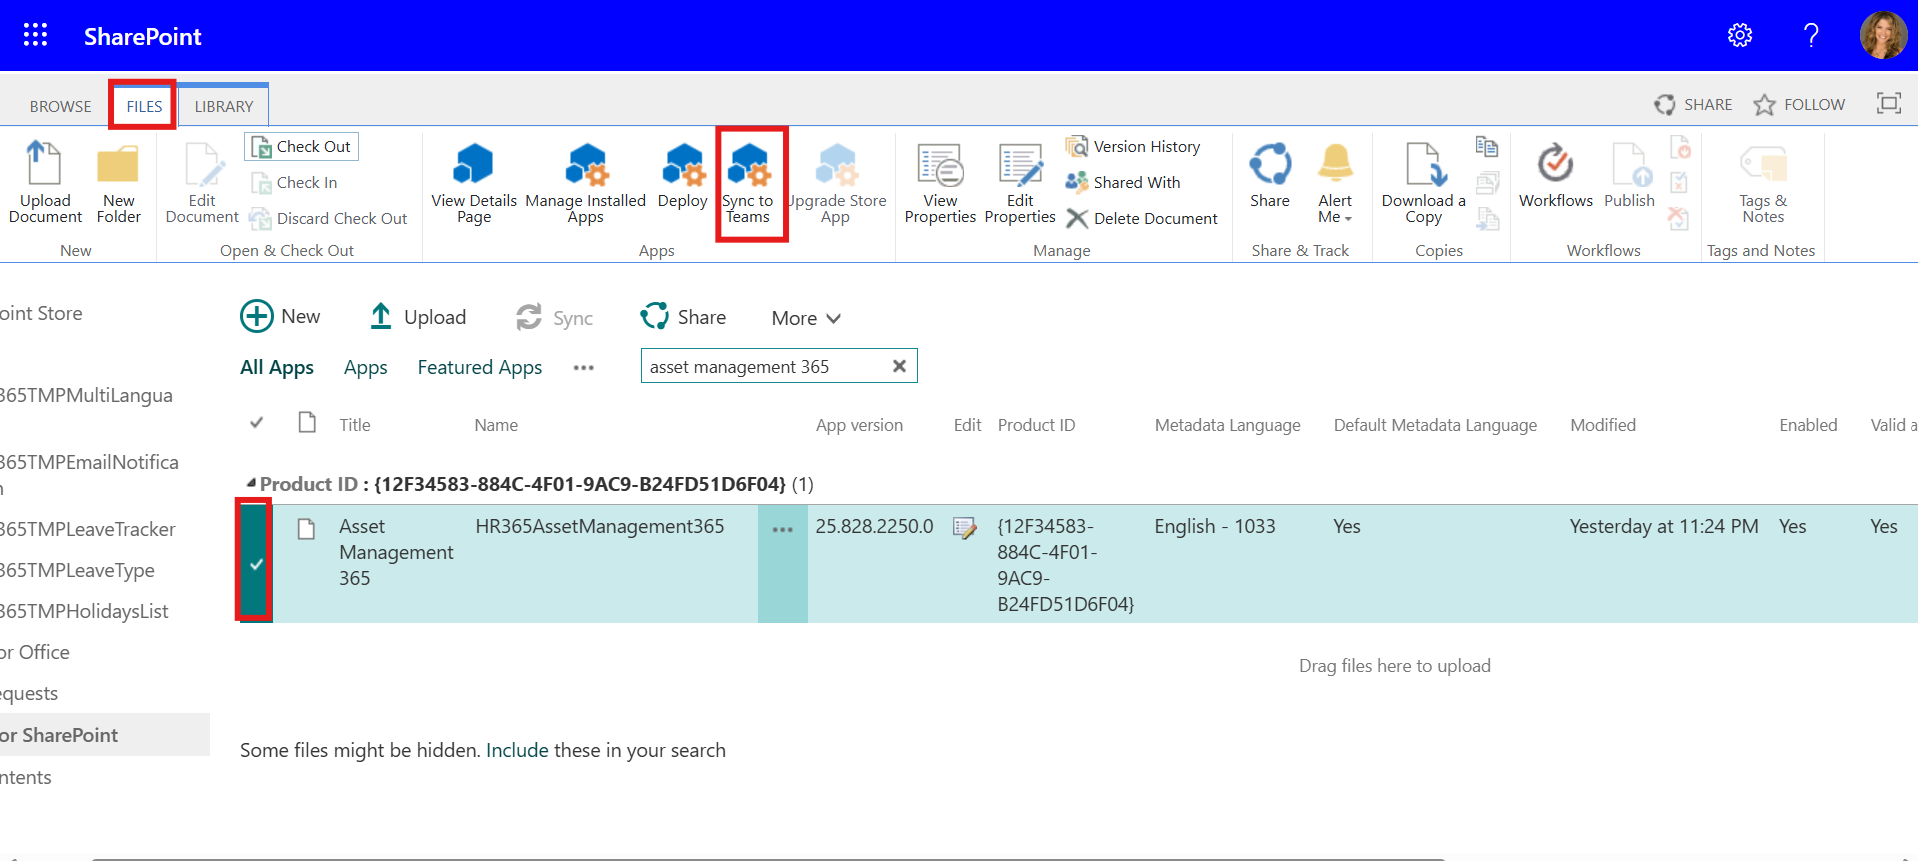 SharePoint
?
BROWSE FILES LIBRARY SHARE FOLLOW
Upload Document
New Folder
New
Edit Document
Check Out
Check In
Discard Check Out
Open & Check Out
View Details Page
Manage Installed Apps
Deploy
Sync to Teams
Upgrade Store App
Apps
View Properties
Edit Properties
Version History
Shared With
Delete Document
Manage
Share
Alert Me
Share & Track
Download a Copy
Copies
Workflows
Publish
Workflows
Tags & Notes
Tags and Notes
oint Store
365TMPMultiLangua
365TMPEmailNotifica
n
365TMPLeaveTracker
365TMPLeaveType
365TMPHolidaysList
or Office
equests
or SharePoint
ntents
New Upload Sync Share More
All Apps Apps Featured Apps ••• asset management 365
Title Name App version Edit Product ID Metadata Language Default Metadata Language Modified Enabled Valid a
Product ID : {12F34583-884C-4F01-9AC9-B24FD51D6F04} (1)
Asset Management 365
HR365AssetManagement365
•••
25.828.2250.0
{12F34583-
884C-4F01-
9AC9-
B24FD51D6F04}
English - 1033
Yes
Yesterday at 11:24 PM
Yes
Yes
Drag files here to upload
Some files might be hidden. Include these in your search